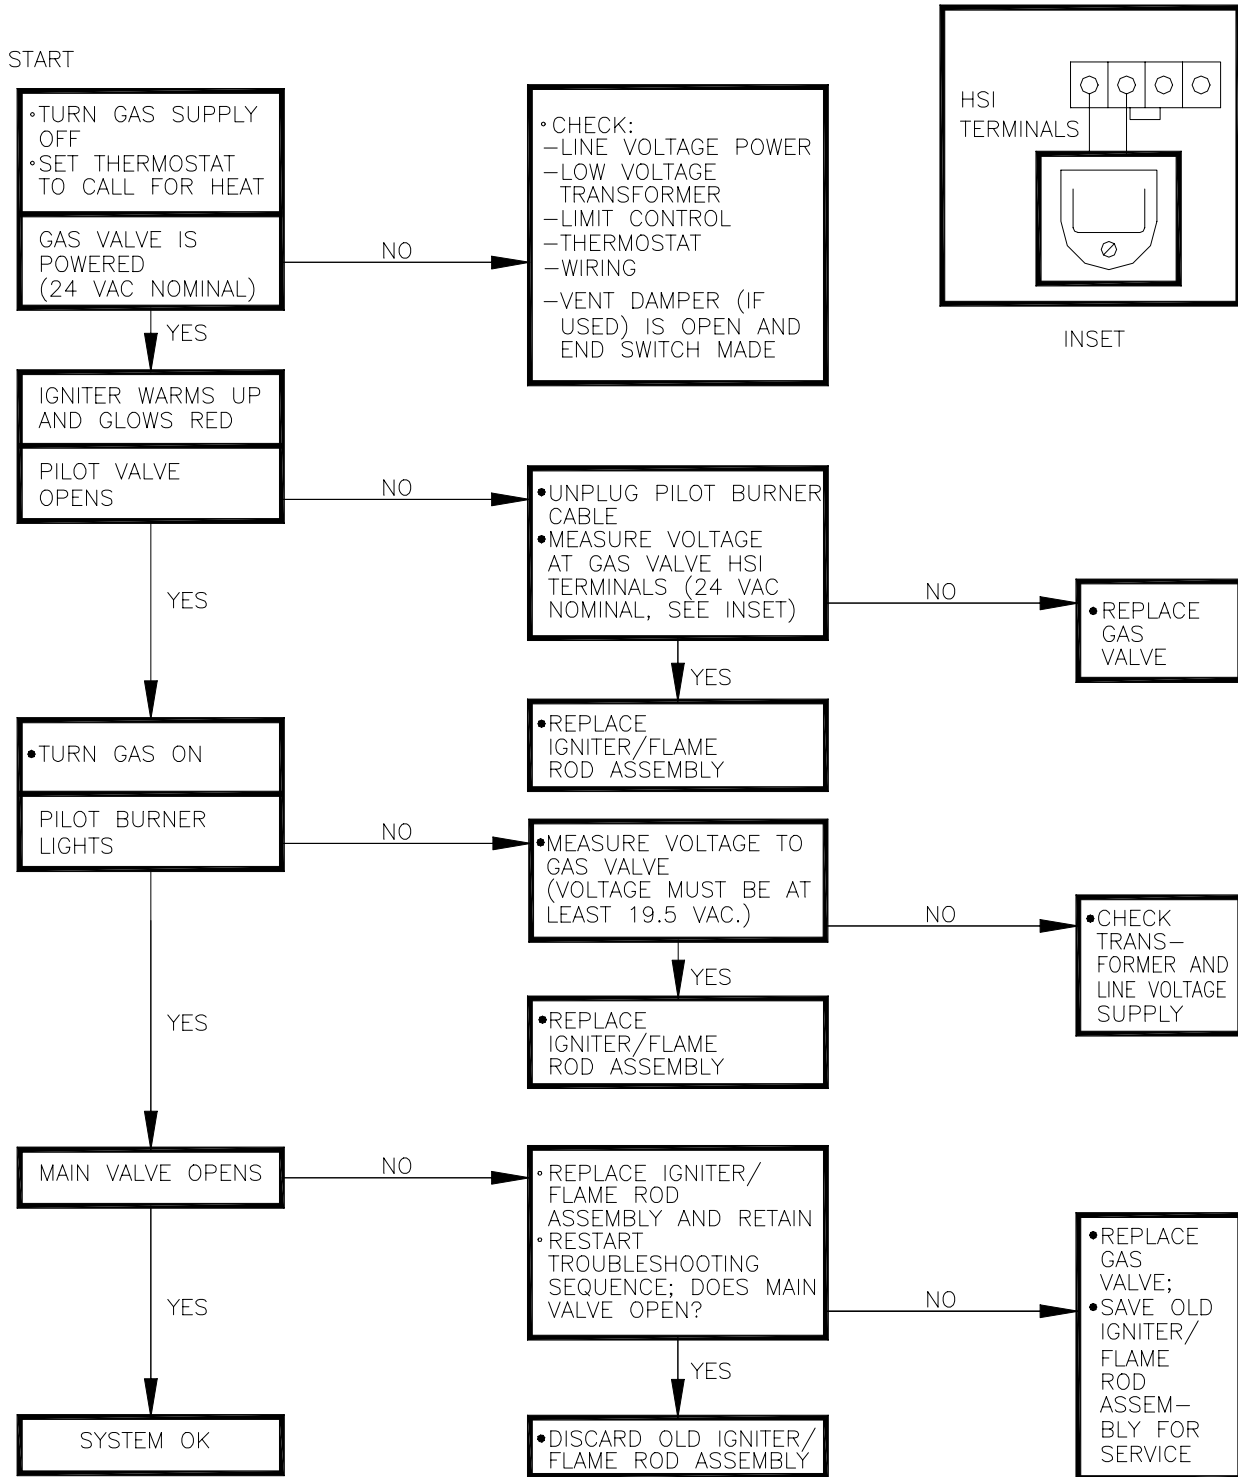 START
◦TURN GAS SUPPLY
OFF
◦SET THERMOSTAT
TO CALL FOR HEAT
GAS VALVE IS
POWERED
(24 VAC NOMINAL)
NO
◦CHECK:
–LINE VOLTAGE POWER
–LOW VOLTAGE
TRANSFORMER
–LIMIT CONTROL
–THERMOSTAT
–WIRING
–VENT DAMPER (IF
USED) IS OPEN AND
END SWITCH MADE
HSI
TERMINALS
INSET
YES
IGNITER WARMS UP
AND GLOWS RED
PILOT VALVE
OPENS
NO
•UNPLUG PILOT BURNER
CABLE
•MEASURE VOLTAGE
AT GAS VALVE HSI
TERMINALS (24 VAC
NOMINAL, SEE INSET)
NO
•REPLACE
GAS
VALVE
YES
•REPLACE
IGNITER/FLAME
ROD ASSEMBLY
YES
•TURN GAS ON
PILOT BURNER
LIGHTS
NO
•MEASURE VOLTAGE TO
GAS VALVE
(VOLTAGE MUST BE AT
LEAST 19.5 VAC.)
NO
•CHECK
TRANS–
FORMER AND
LINE VOLTAGE
SUPPLY
YES
•REPLACE
IGNITER/FLAME
ROD ASSEMBLY
YES
MAIN VALVE OPENS
NO
◦REPLACE IGNITER/
FLAME ROD
ASSEMBLY AND RETAIN
◦RESTART
TROUBLESHOOTING
SEQUENCE; DOES MAIN
VALVE OPEN?
NO
•REPLACE
GAS
VALVE;
•SAVE OLD
IGNITER/
FLAME
ROD
ASSEM–
BLY FOR
SERVICE
YES
•DISCARD OLD IGNITER/
FLAME ROD ASSEMBLY
YES
SYSTEM OK